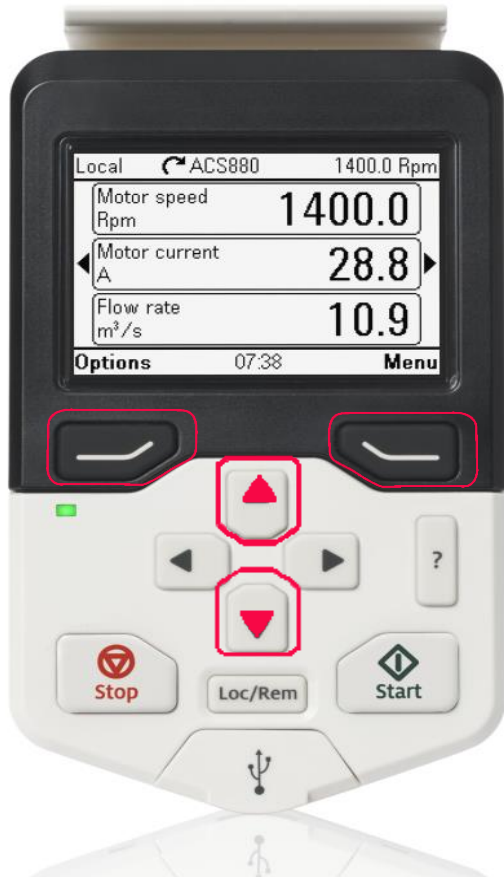 Local ACS880 1400.0 Rpm
Motor speed 1400.0
Rpm
Motor current 28.8
A
Flow rate 10.9
m³/s
Options 07:38 Menu
?
Stop Loc/Rem Start